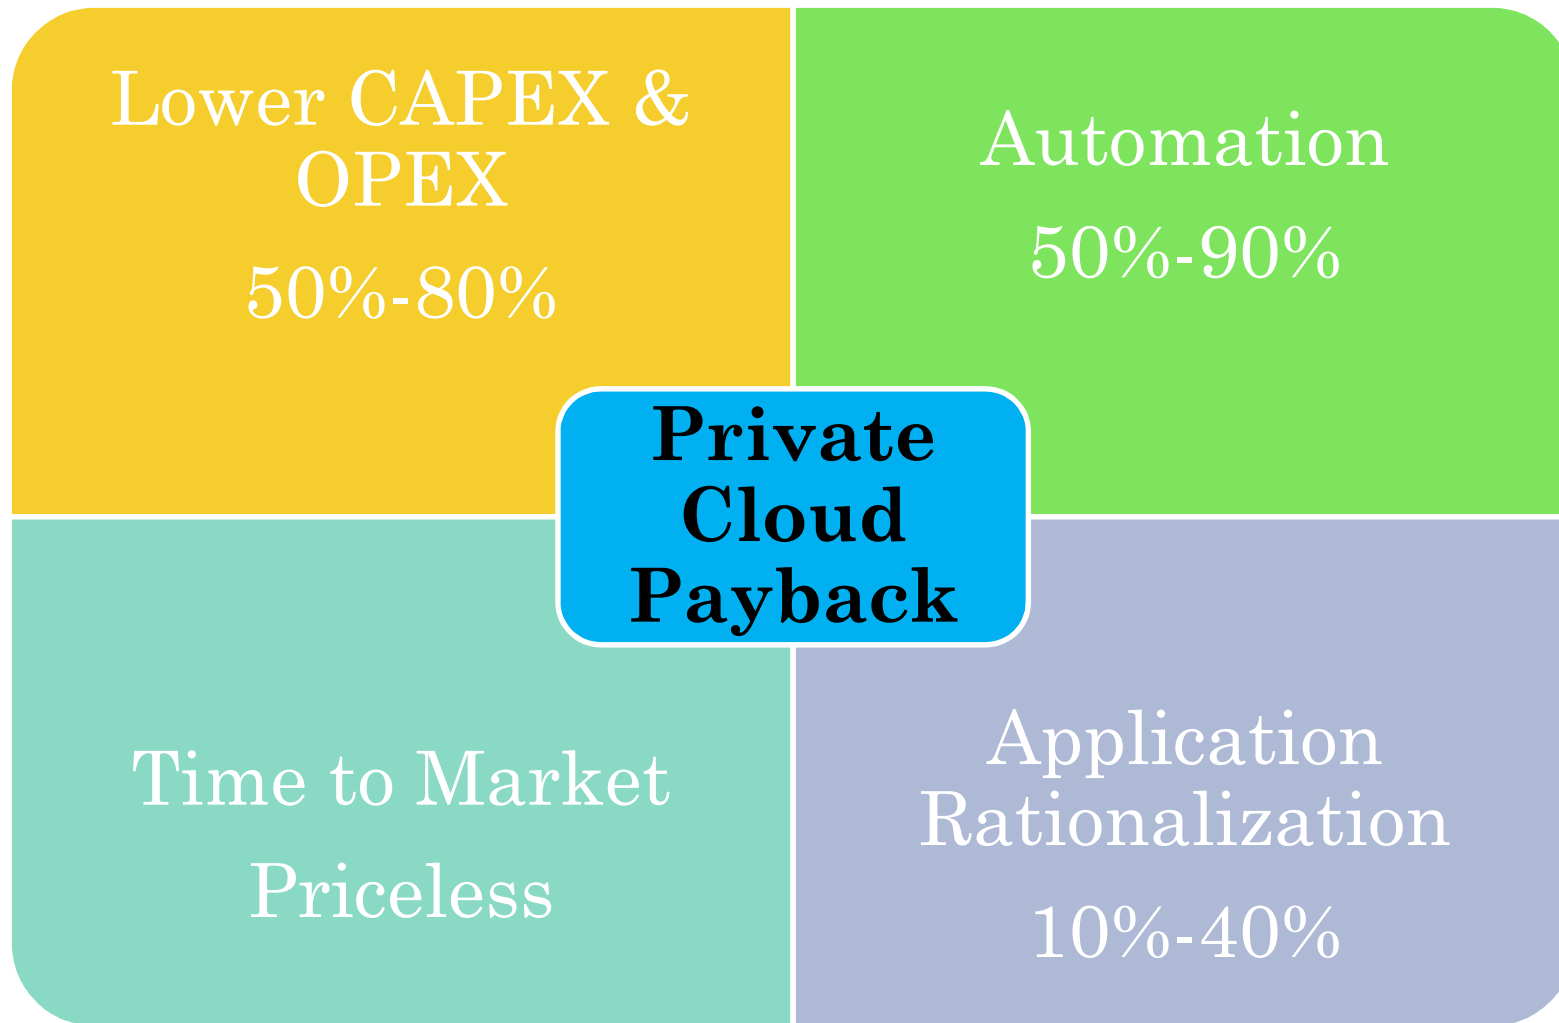 Lower CAPEX &
OPEX
50%-80%
Automation
50%-90%
Private
Cloud
Payback
Time to Market
Priceless
Application
Rationalization
10%-40%